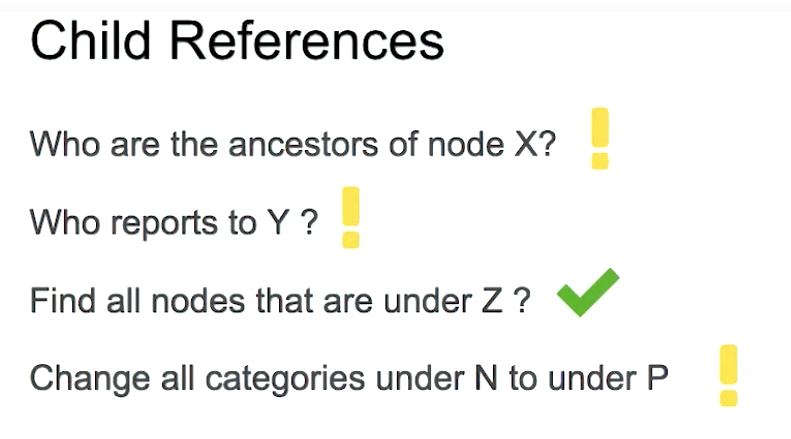 Child References
Who are the ancestors of node X?
Who reports to Y ?
Find all nodes that are under Z ?
Change all categories under N to under P